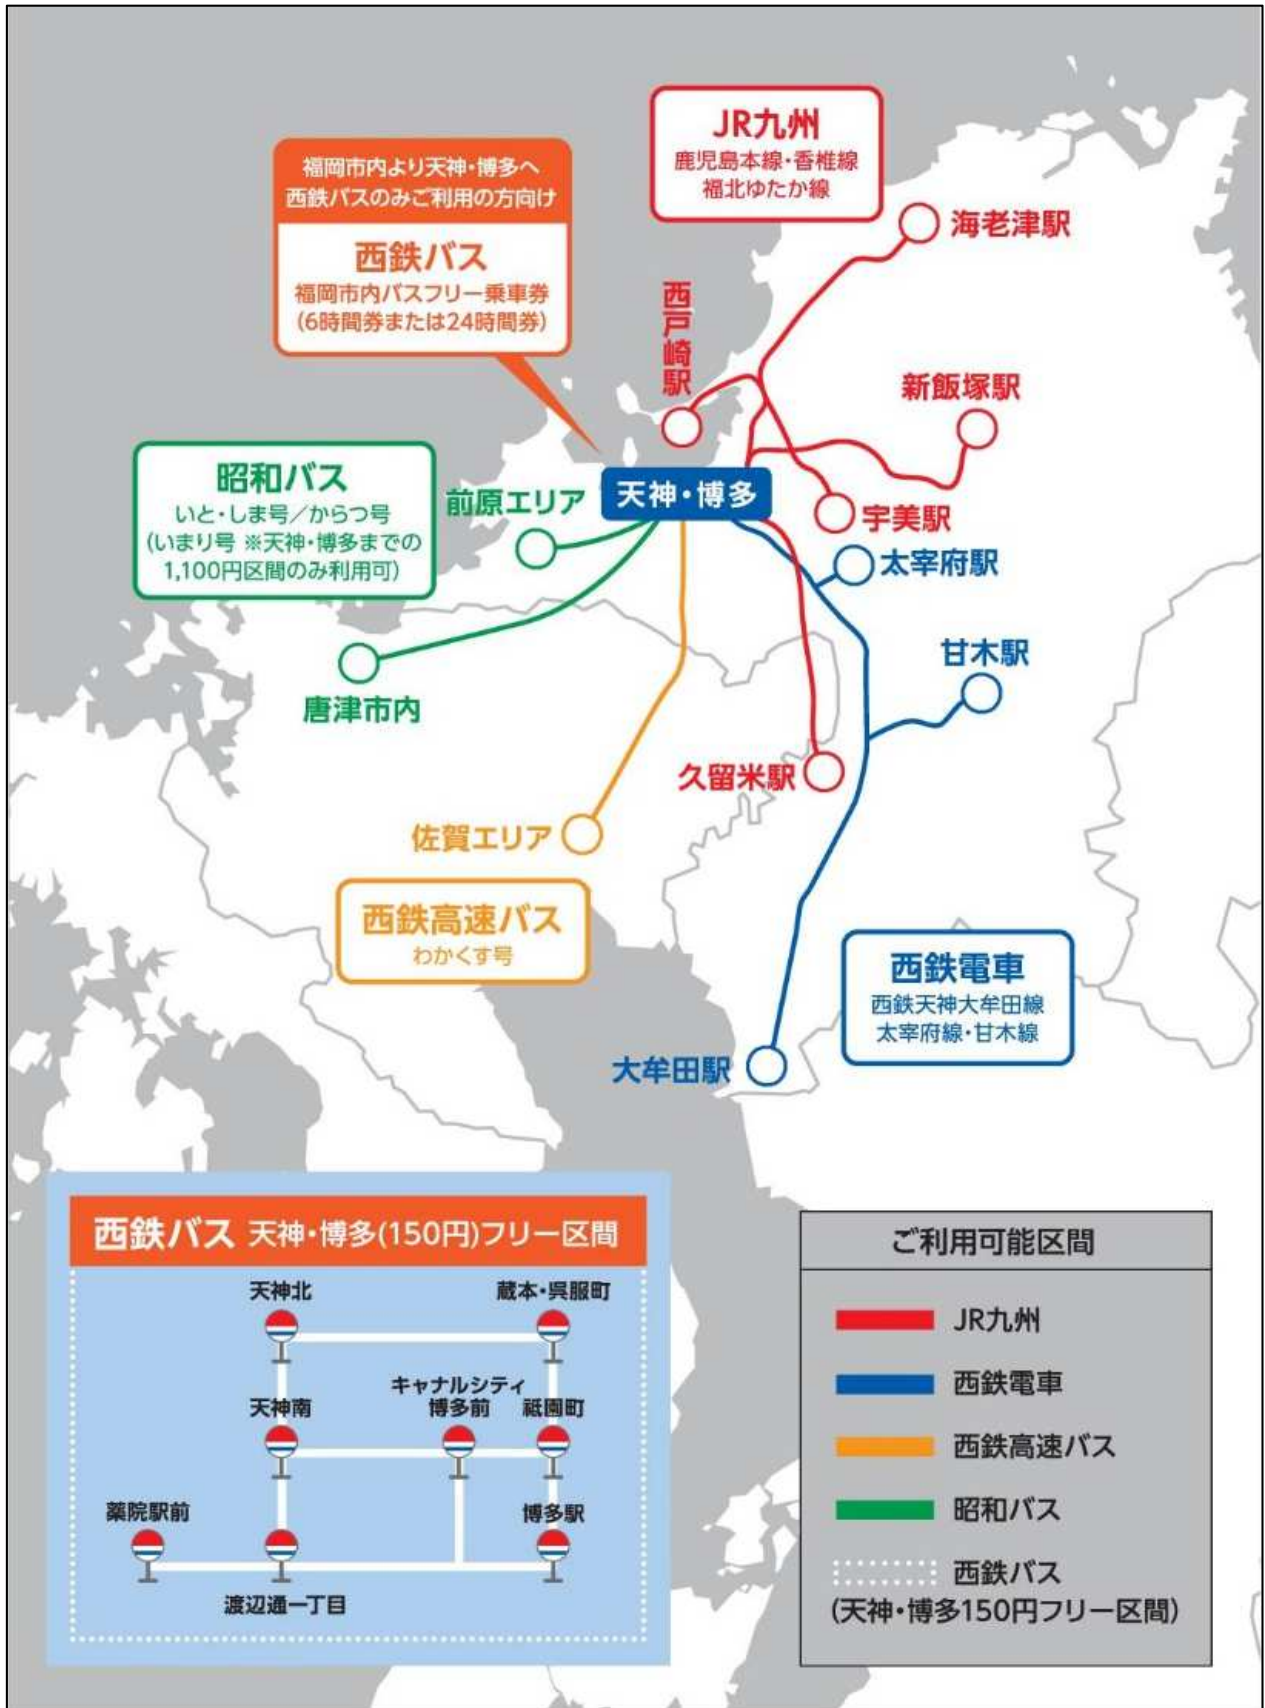 JR九州
鹿児島本線・香椎線
福北ゆたか線
福岡市内より天神・博多へ
西鉄バスのみご利用の方向け
西鉄バス
福岡市内バスフリー乗車券
(6時間券または24時間券)
海老津駅
西戸崎駅
新飯塚駅
昭和バス
いと・しま号／からつ号
(いまり号 ※天神・博多までの
1,100円区間のみ利用可)
前原エリア
天神・博多
宇美駅
太宰府駅
甘木駅
唐津市内
久留米駅
佐賀エリア
西鉄高速バス
わかくす号
西鉄電車
西鉄天神大牟田線
太宰府線・甘木線
大牟田駅
西鉄バス 天神・博多(150円)フリー区間
天神北
蔵本・呉服町
キャナルシティ
博多前
天神南
祇園町
薬院駅前
博多駅
渡辺通一丁目
ご利用可能区間
JR九州
西鉄電車
西鉄高速バス
昭和バス
西鉄バス
(天神・博多150円フリー区間)